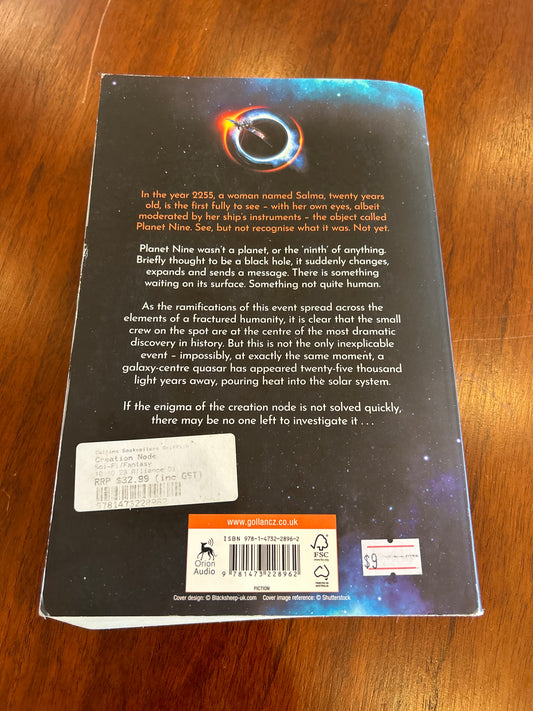 In the year 2255, a woman named Salma, twenty years
old, is the first fully to see – with her own eyes, albeit
moderated by her ship's instruments – the object called
Planet Nine. See, but not recognise what it was. Not yet.
Planet Nine wasn't a planet, or the 'ninth' of anything.
Briefly thought to be a black hole, it suddenly changes,
expands and sends a message. There is something
waiting on its surface. Something not quite human.
As the ramifications of this event spread across the
elements of a fractured humanity, it is clear that the small
crew on the spot are at the centre of the most dramatic
discovery in history. But this is not the only inexplicable
event – impossibly, at exactly the same moment, a
galaxy-centre quasar has appeared twenty-five thousand
light years away, pouring heat into the solar system.
If the enigma of the creation node is not solved quickly,
there may be no one left to investigate it . . .
Creation Node
Sci-Fi/Fantasy
RRP $32.99 (inc GST)
9781473228962
www.gollancz.co.uk
ISBN 978-1-4732-2896-2
9 781473 228962
Orion
Audio
FSC
FICTION
$9
Cover design: © Blacksheep-uk.com Cover image reference: © Shutterstock